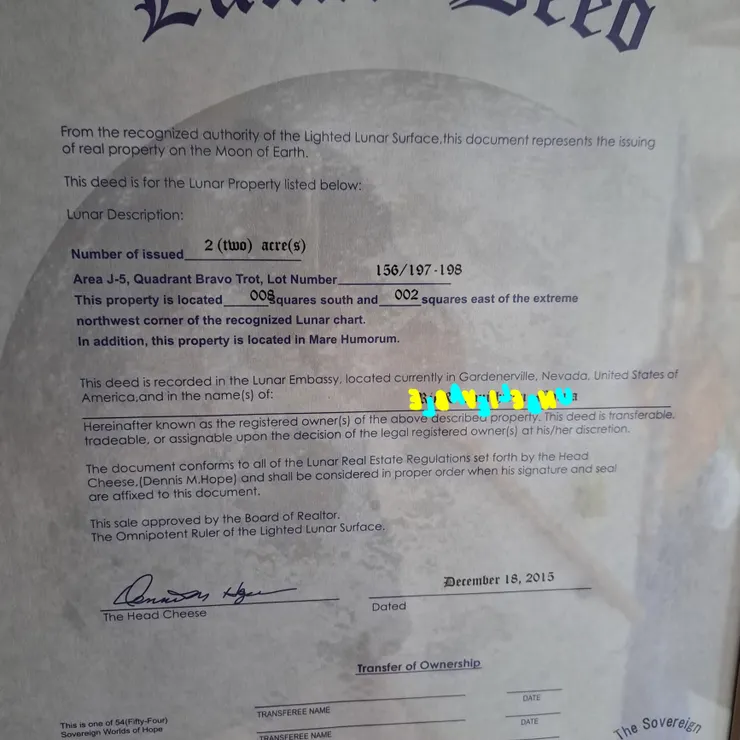 Deed
From the recognized authority of the Lighted Lunar Surface,this document represents the issuing
of real property on the Moon of Earth.
This deed is for the Lunar Property listed below:
Lunar Description:
Number of issued 2 (two) acre(s)
Area J-5, Quadrant Bravo Trot, Lot Number 156/197-198
This property is located 008 squares south and 002 squares east of the extreme
northwest corner of the recognized Lunar chart.
In addition, this property is located in Mare Humorum.
This deed is recorded in the Lunar Embassy, located currently in Gardenerville, Nevada, United States of
America,and in the name(s) of:
Hereinafter known as the registered owner(s) of the above described property. This deed is transferable,
tradeable, or assignable upon the decision of the legal registered owner(s) at his/her discretion.
The document conforms to all of the Lunar Real Estate Regulations set forth by the Head
Cheese,(Dennis M.Hope) and shall be considered in proper order when his signature and seal
are affixed to this document.
This sale approved by the Board of Realtor.
The Omnipotent Ruler of the Lighted Lunar Surface.
December 18, 2015
The Head Cheese
Dated
Transfer of Ownership
TRANSFEREE NAME
DATE
This is one of 54(Fifty-Four)
Sovereign Worlds of Hope
TRANSFEREE NAME
DATE
The Sovereign